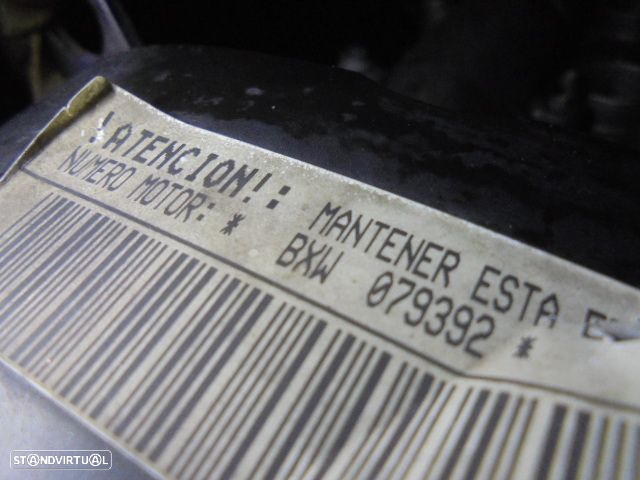 !ATENCION!: MANTENER ESTA
NUMERO MOTOR: * BXW 079392 *
STANDVIRTUAL